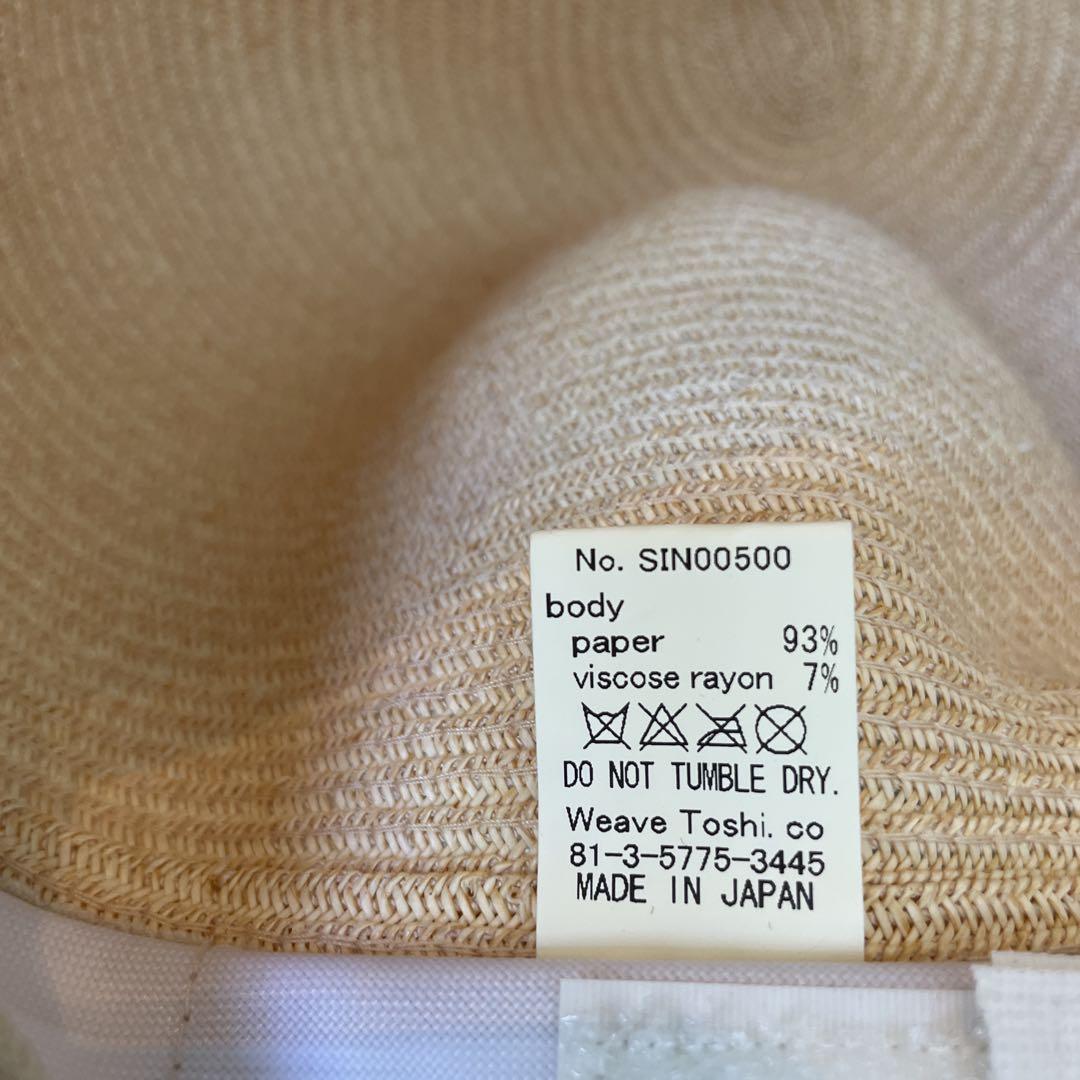 No. SIN00500
body
paper 93%
viscose rayon 7%
DO NOT TUMBLE DRY.
Weave Toshi. co
81-3-5775-3445
MADE IN JAPAN